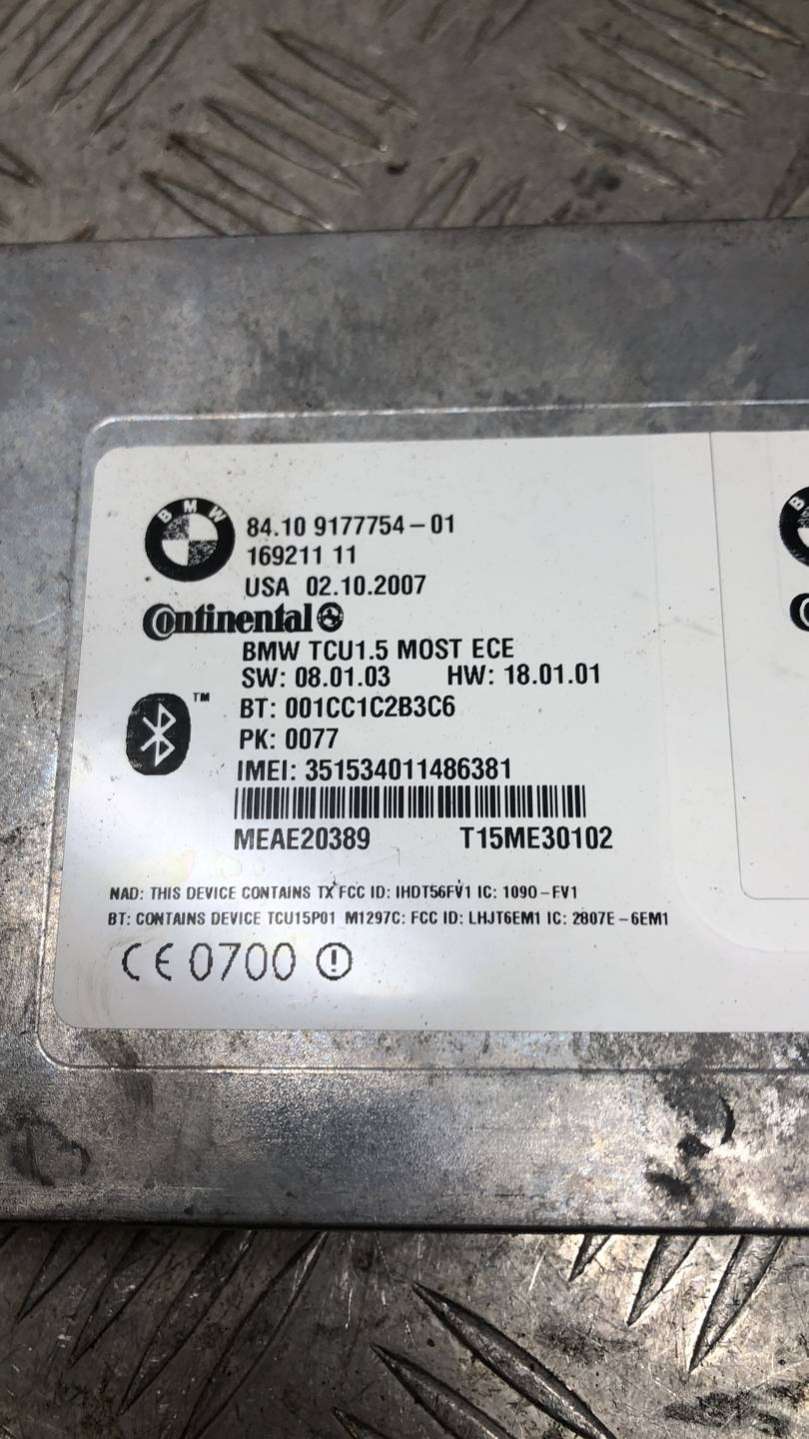 BMW
84.10 9177754-01
169211 11
USA 02.10.2007
Continental
BMW TCU1.5 MOST ECE
SW: 08.01.03 HW: 18.01.01
™
BT: 001CC1C2B3C6
PK: 0077
IMEI: 351534011486381
MEAE20389 T15ME30102
NAD: THIS DEVICE CONTAINS TX FCC ID: IHDT56FV1 IC: 1090-FV1
BT: CONTAINS DEVICE TCU15P01 M1297C: FCC ID: LHJT6EM1 IC: 2807E-6EM1
CE 0700